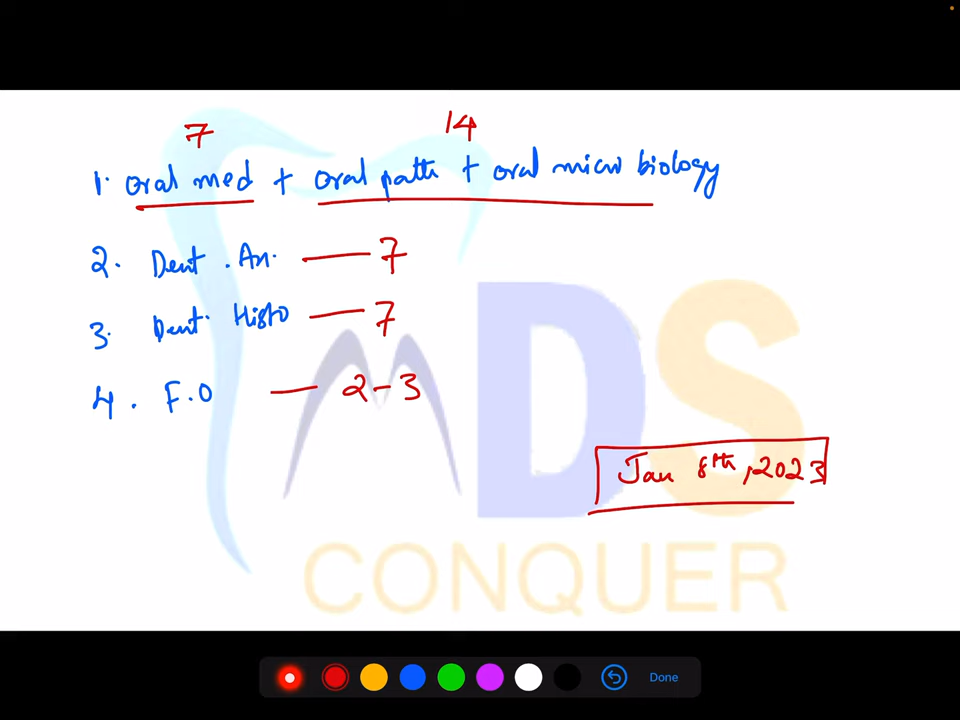 7 14
1. oral med + oral path + oral micro biology
2. Dent. An. — 7
3. Dent. Histo — 7
4. F.O — 2-3
Jan 8th, 2023
MDS
CONQUER
Done